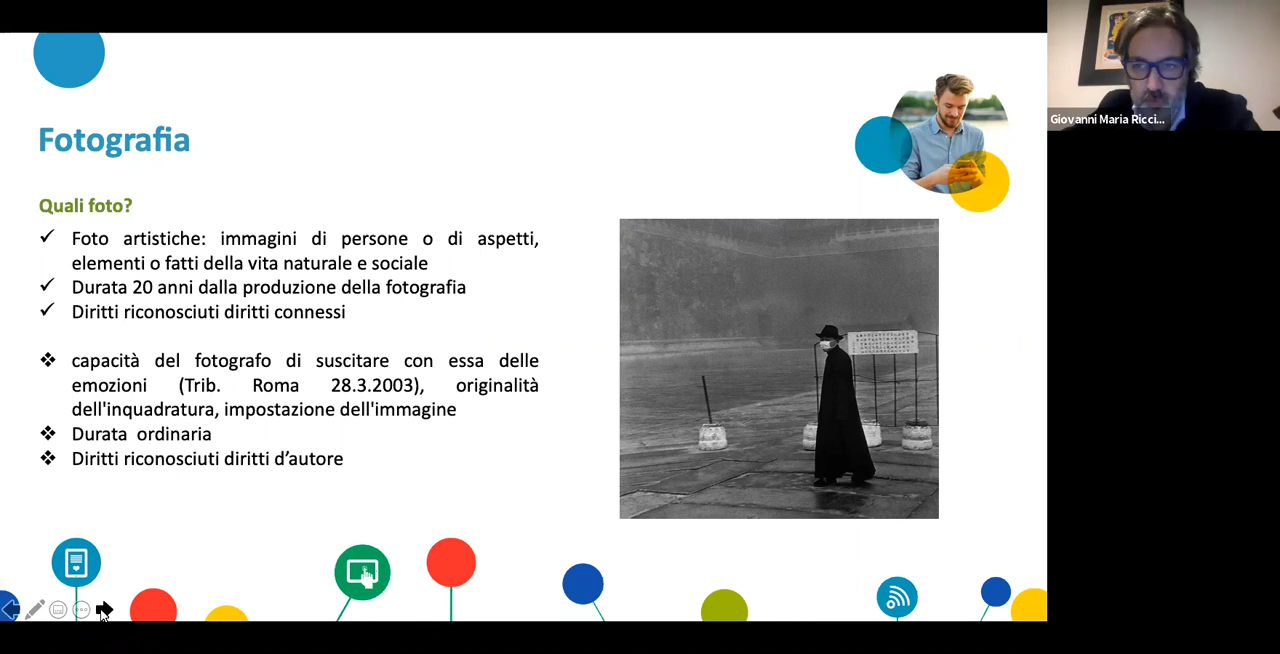 Giovanni Maria Ricci...
Fotografia
Quali foto?
Foto artistiche: immagini di persone o di aspetti,
elementi o fatti della vita naturale e sociale
Durata 20 anni dalla produzione della fotografia
Diritti riconosciuti diritti connessi
capacità del fotografo di suscitare con essa delle
emozioni (Trib. Roma 28.3.2003), originalità
dell'inquadratura, impostazione dell'immagine
Durata ordinaria
Diritti riconosciuti diritti d’autore